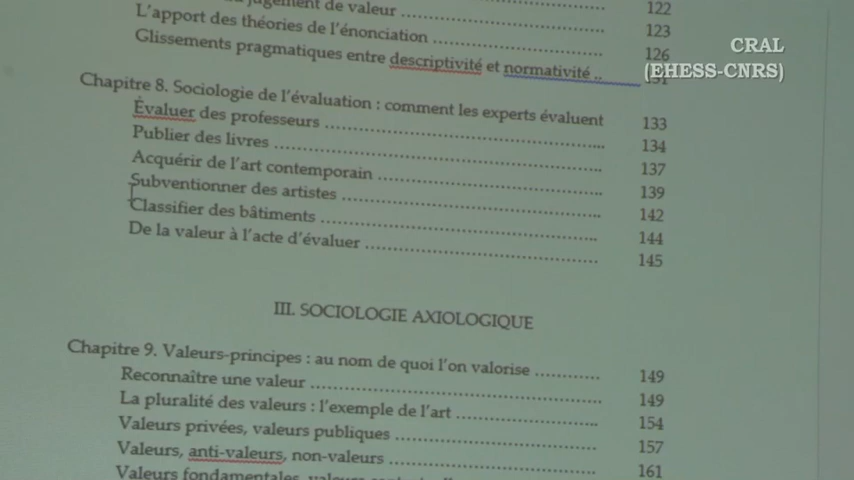 jugement de valeur ........ 122
L'apport des théories de l'énonciation ........ 123
Glissements pragmatiques entre descriptivité et normativité .. 126
131
CRAL
(EHESS-CNRS)
Chapitre 8. Sociologie de l'évaluation : comment les experts évaluent 133
Évaluer des professeurs ........ 134
Publier des livres ........ 137
Acquérir de l'art contemporain ........ 139
Subventionner des artistes ........ 142
Classifier des bâtiments ........ 144
De la valeur à l'acte d'évaluer ........ 145
III. SOCIOLOGIE AXIOLOGIQUE
Chapitre 9. Valeurs-principes : au nom de quoi l'on valorise ........ 149
Reconnaître une valeur ........ 149
La pluralité des valeurs : l'exemple de l'art ........ 154
Valeurs privées, valeurs publiques ........ 157
Valeurs, anti-valeurs, non-valeurs ........ 161
Valeurs fondamentales, valeurs